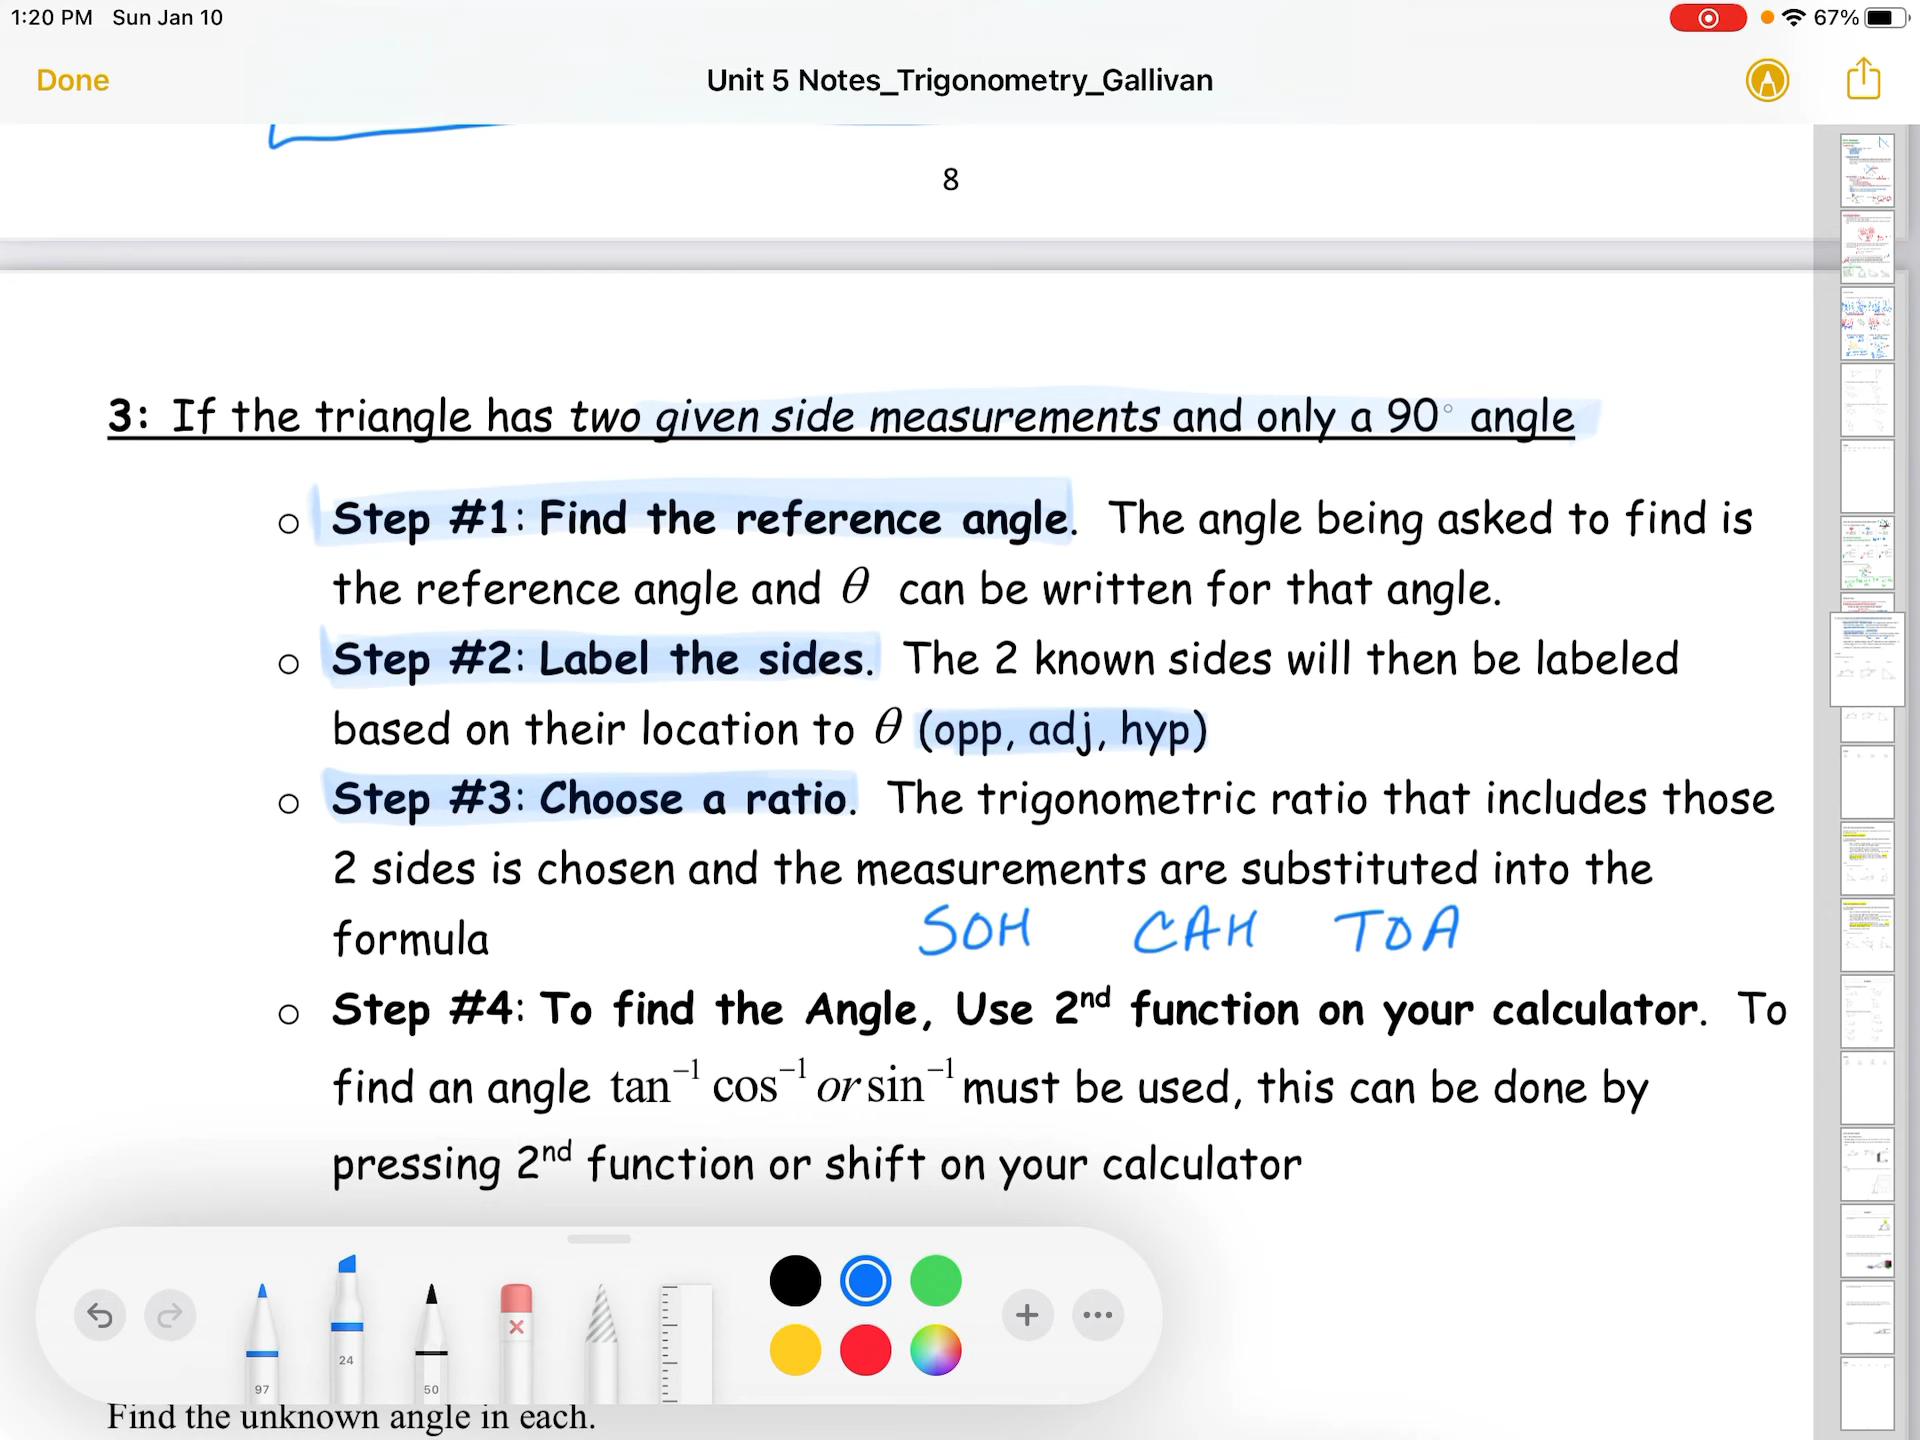 1:20 PM Sun Jan 10
67%
Done
Unit 5 Notes_Trigonometry_Gallivan
8
3: If the triangle has two given side measurements and only a 90° angle
○ Step #1: Find the reference angle. The angle being asked to find is
the reference angle and θ can be written for that angle.
○ Step #2: Label the sides. The 2 known sides will then be labeled
based on their location to θ (opp, adj, hyp)
○ Step #3: Choose a ratio. The trigonometric ratio that includes those
2 sides is chosen and the measurements are substituted into the
formula
SOH CAH TOA
○ Step #4: To find the Angle, Use 2nd function on your calculator. To
find an angle tan⁻¹ cos⁻¹ or sin⁻¹ must be used, this can be done by
pressing 2nd function or shift on your calculator
97
24
50
Find the unknown angle in each.